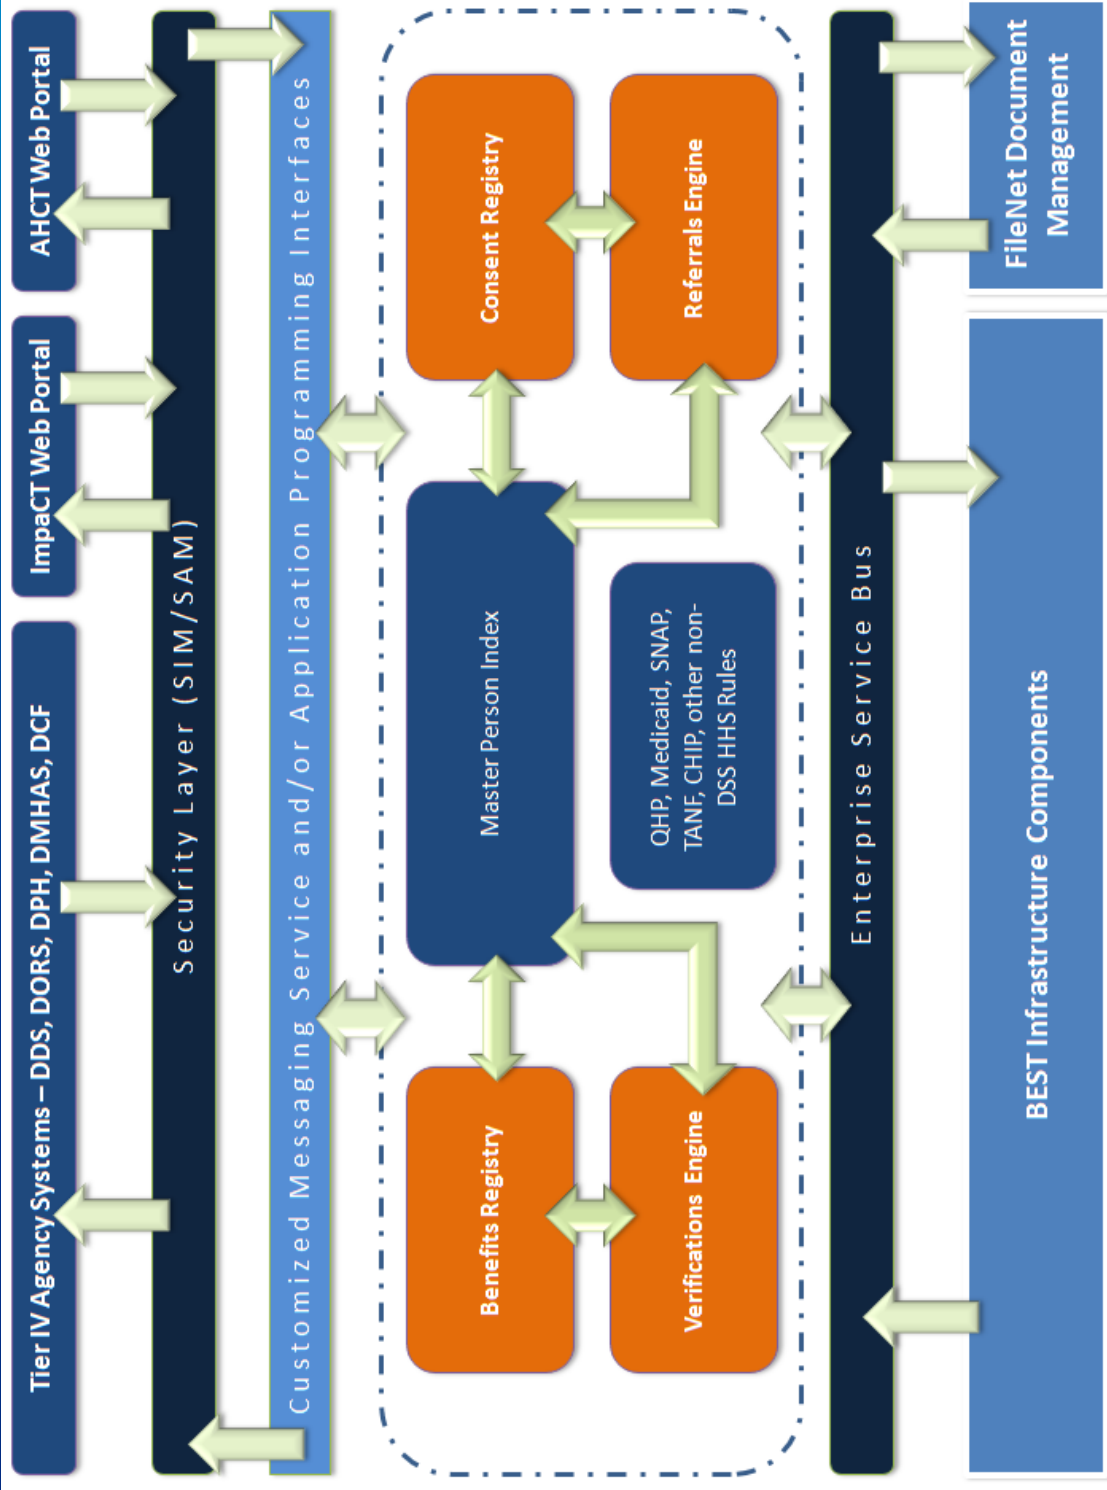 Tier IV Agency Systems – DDS, DORS, DPH, DMHAS, DCF
ImpaCT Web Portal
AHCT Web Portal
Security Layer (SIM/SAM)
Customized Messaging Service and/or Application Programming Interfaces
Benefits Registry
Master Person Index
Consent Registry
Verifications Engine
QHP, Medicaid, SNAP,
TANF, CHIP, other non-
DSS HHS Rules
Referrals Engine
Enterprise Service Bus
BEST Infrastructure Components
FileNet Document
Management